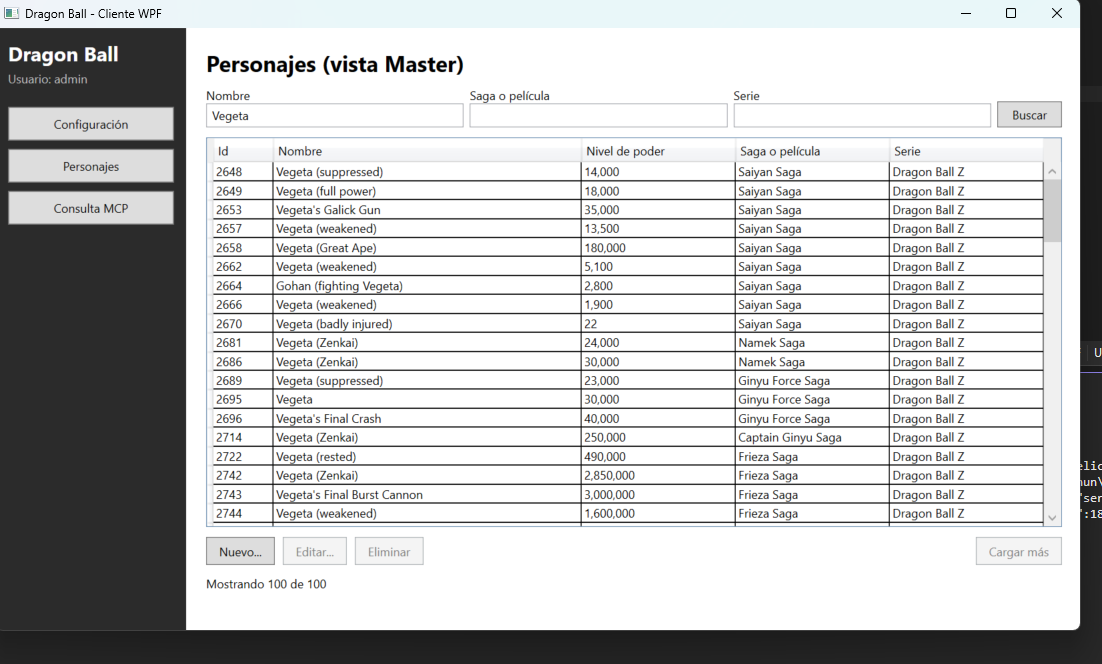 Dragon Ball - Cliente WPF
Dragon Ball
Usuario: admin
Configuración
Personajes
Consulta MCP
Personajes (vista Master)
Nombre Saga o película Serie
Vegeta Buscar
Id Nombre Nivel de poder Saga o película Serie
2648 Vegeta (suppressed) 14,000 Saiyan Saga Dragon Ball Z
2649 Vegeta (full power) 18,000 Saiyan Saga Dragon Ball Z
2653 Vegeta's Galick Gun 35,000 Saiyan Saga Dragon Ball Z
2657 Vegeta (weakened) 13,500 Saiyan Saga Dragon Ball Z
2658 Vegeta (Great Ape) 180,000 Saiyan Saga Dragon Ball Z
2662 Vegeta (weakened) 5,100 Saiyan Saga Dragon Ball Z
2664 Gohan (fighting Vegeta) 2,800 Saiyan Saga Dragon Ball Z
2666 Vegeta (weakened) 1,900 Saiyan Saga Dragon Ball Z
2670 Vegeta (badly injured) 22 Saiyan Saga Dragon Ball Z
2681 Vegeta (Zenkai) 24,000 Namek Saga Dragon Ball Z
2686 Vegeta (Zenkai) 30,000 Namek Saga Dragon Ball Z
2689 Vegeta (suppressed) 23,000 Ginyu Force Saga Dragon Ball Z
2695 Vegeta 30,000 Ginyu Force Saga Dragon Ball Z
2696 Vegeta's Final Crash 40,000 Ginyu Force Saga Dragon Ball Z
2714 Vegeta (Zenkai) 250,000 Captain Ginyu Saga Dragon Ball Z
2722 Vegeta (rested) 490,000 Frieza Saga Dragon Ball Z
2742 Vegeta (Zenkai) 2,850,000 Frieza Saga Dragon Ball Z
2743 Vegeta's Final Burst Cannon 3,000,000 Frieza Saga Dragon Ball Z
2744 Vegeta (weakened) 1,600,000 Frieza Saga Dragon Ball Z
Nuevo... Editar... Eliminar Cargar más
Mostrando 100 de 100